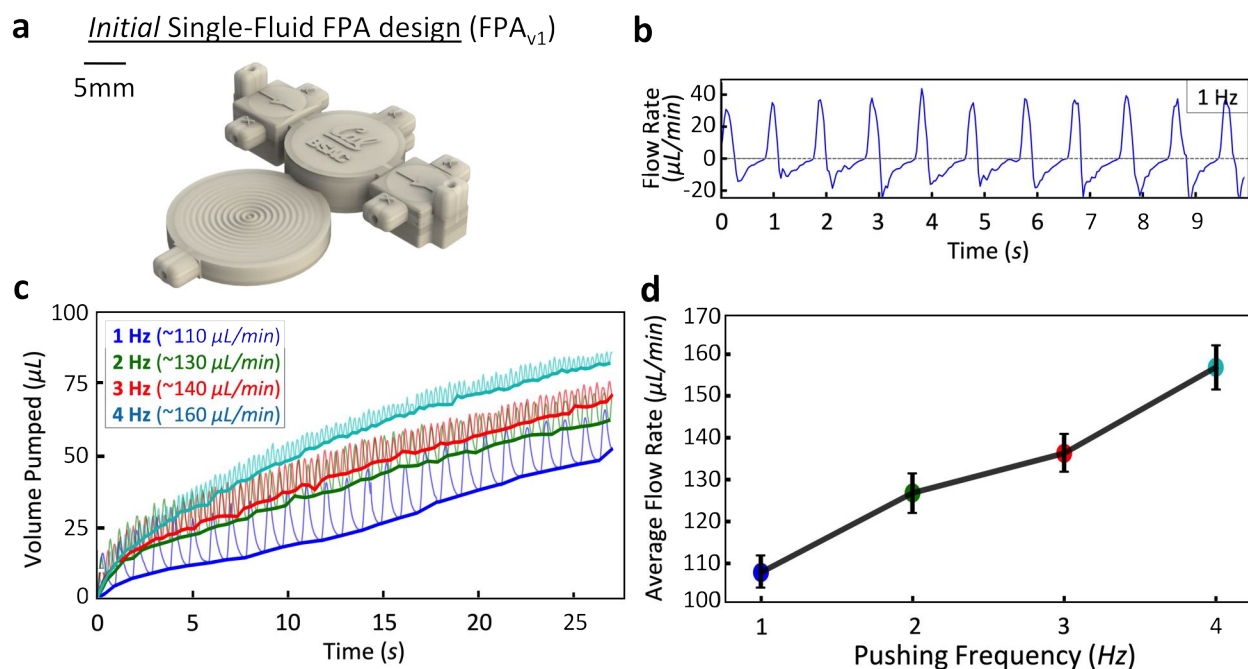 a
Initial Single-Fluid FPA design (FPAv1)
5mm
BSMC
b
Flow Rate
(µL/min)
40
20
0
-20
1 Hz
0 1 2 3 4 5 6 7 8 9
Time (s)
c
Volume Pumped (µL)
100
75
50
25
0
1 Hz (~110 µL/min)
2 Hz (~130 µL/min)
3 Hz (~140 µL/min)
4 Hz (~160 µL/min)
0 5 10 15 20 25
Time (s)
d
Average Flow Rate (µL/min)
170
160
150
140
130
120
110
100
1 2 3 4
Pushing Frequency (Hz)